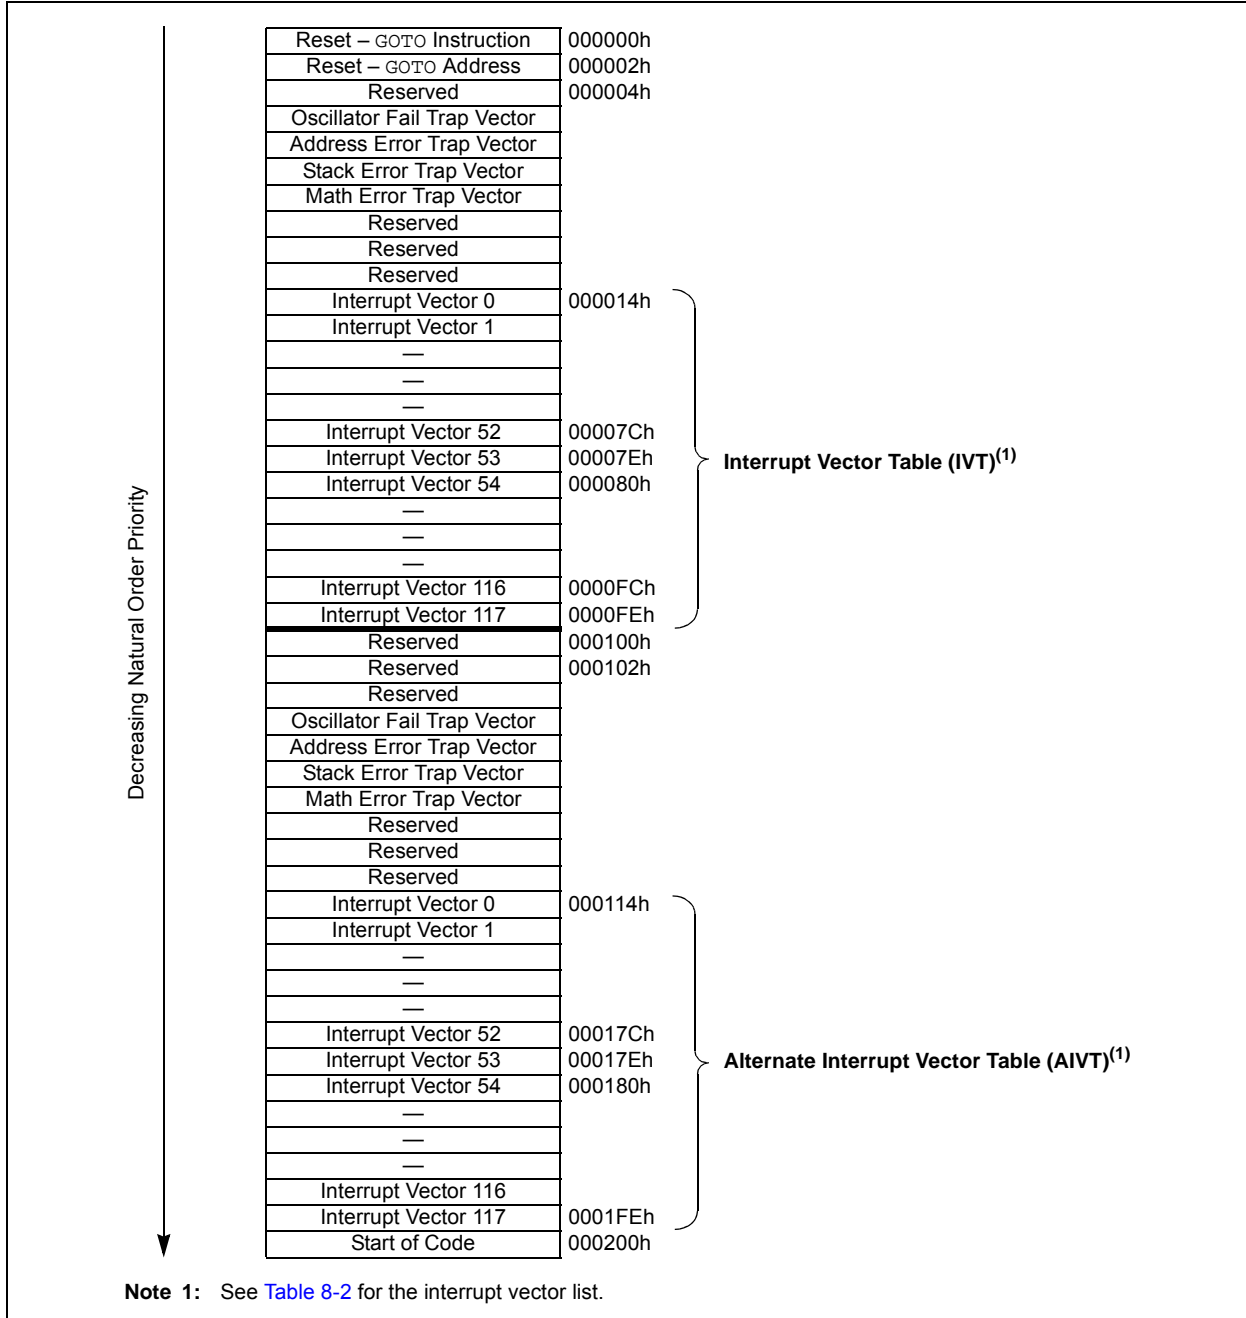 Decreasing Natural Order Priority
Reset – GOTO Instruction 000000h
Reset – GOTO Address 000002h
Reserved 000004h
Oscillator Fail Trap Vector
Address Error Trap Vector
Stack Error Trap Vector
Math Error Trap Vector
Reserved
Reserved
Reserved
Interrupt Vector 0 000014h
Interrupt Vector 1
—
—
—
Interrupt Vector 52 00007Ch
Interrupt Vector 53 00007Eh
Interrupt Vector 54 000080h
—
—
—
Interrupt Vector 116 0000FCh
Interrupt Vector 117 0000FEh
Interrupt Vector Table (IVT)(1)
Reserved 000100h
Reserved 000102h
Reserved
Oscillator Fail Trap Vector
Address Error Trap Vector
Stack Error Trap Vector
Math Error Trap Vector
Reserved
Reserved
Reserved
Interrupt Vector 0 000114h
Interrupt Vector 1
—
—
—
Interrupt Vector 52 00017Ch
Interrupt Vector 53 00017Eh
Interrupt Vector 54 000180h
—
—
—
Interrupt Vector 116
Interrupt Vector 117 0001FEh
Alternate Interrupt Vector Table (AIVT)(1)
Start of Code 000200h
Note 1: See Table 8-2 for the interrupt vector list.